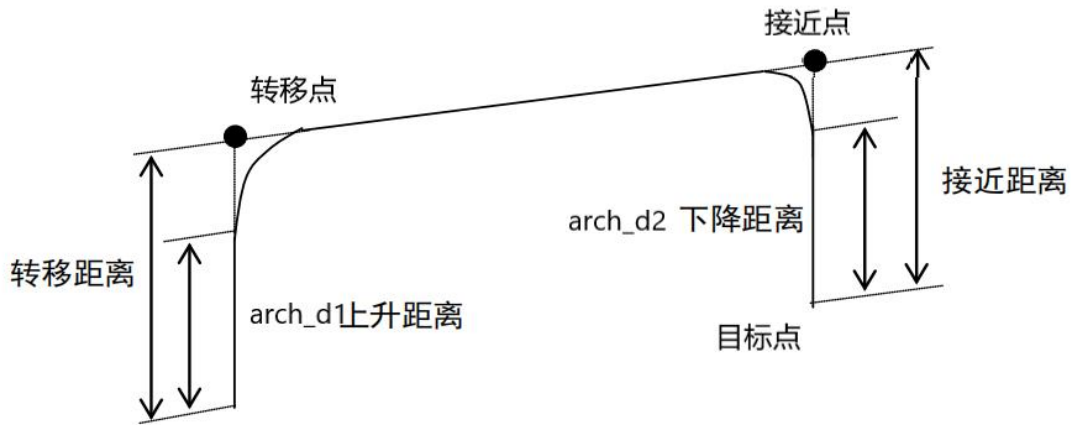 接近点
转移点
接近距离
arch_d2 下降距离
转移距离
arch_d1上升距离
目标点